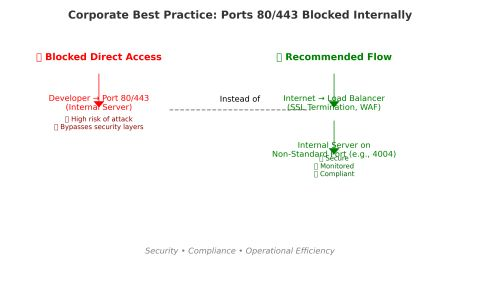 Corporate Best Practice: Ports 80/443 Blocked Internally
Blocked Direct Access
Developer → Port 80/443
(Internal Server)
High risk of attack
Bypasses security layers
Instead of
Recommended Flow
Internet → Load Balancer
(SSL Termination, WAF)
Internal Server on
Non-Standard Port (e.g., 4004)
Secure
Monitored
Compliant
Security • Compliance • Operational Efficiency